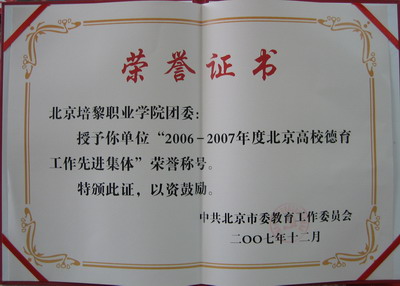 荣誉证书
北京培黎职业学院团委：
授予你单位“2006-2007年度北京高校德育
工作先进集体”荣誉称号。
特颁此证，以资鼓励。
中共北京市委教育工作委员会
二〇〇七年十二月